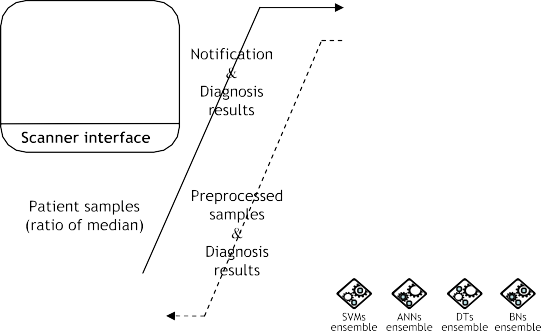 Notification
&
Diagnosis
results
Scanner interface
Patient samples
(ratio of median)
Preprocessed
samples
&
Diagnosis
results
SVMs
ensemble
ANNs
ensemble
DTs
ensemble
BNs
ensemble